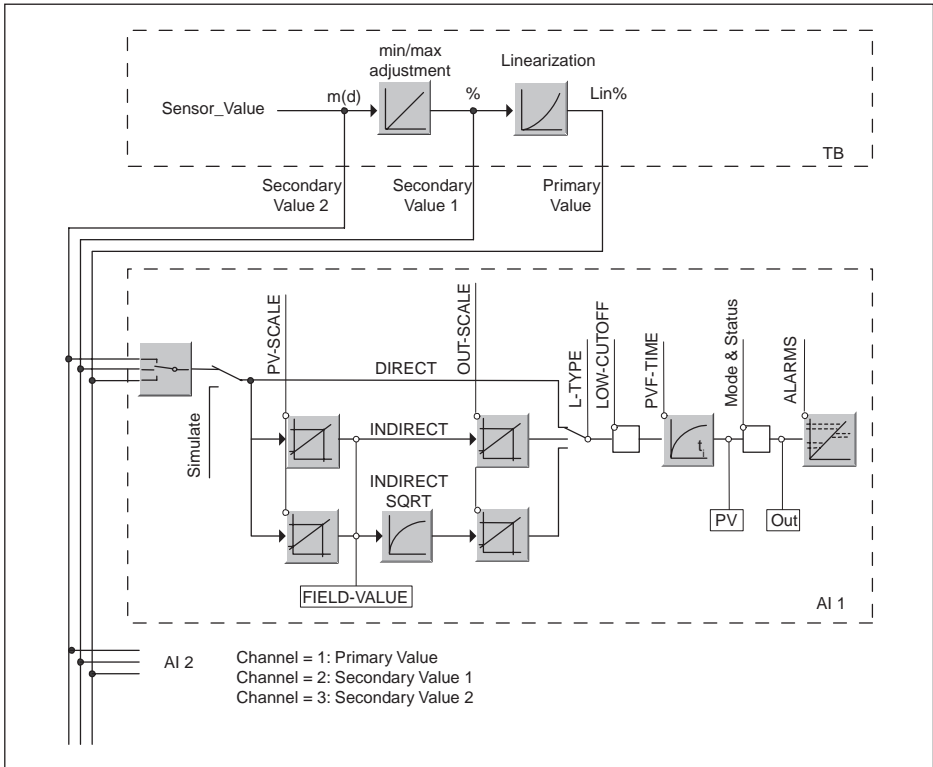 min/max
adjustment
Linearization
Sensor_Value
m(d)
%
Lin%
TB
Secondary
Value 2
Secondary
Value 1
Primary
Value
PV-SCALE
OUT-SCALE
L-TYPE
LOW-CUTOFF
PVF-TIME
Mode & Status
ALARMS
Simulate
DIRECT
INDIRECT
INDIRECT
SQRT
ti
PV
Out
FIELD-VALUE
AI 1
AI 2
Channel = 1: Primary Value
Channel = 2: Secondary Value 1
Channel = 3: Secondary Value 2